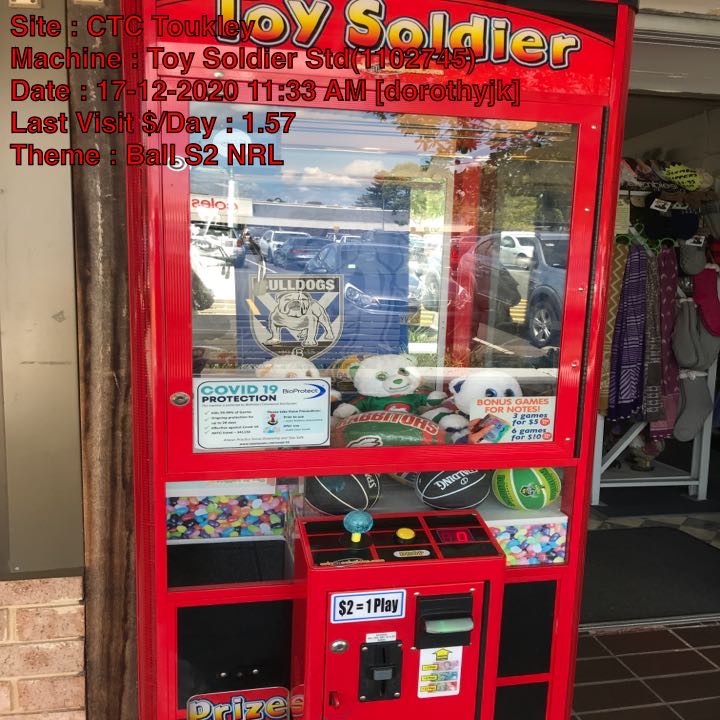 Site : CTC Toukley
Machine : Toy Soldier Std(1102745)
Date : 17-12-2020 11:33 AM [dorothyjk]
Last Visit $/Day : 1.57
Theme : Ball S2 NRL
Toy Soldier
coles
BULLDOGS
COVID 19
PROTECTION
BioProtect
BONUS GAMES
FOR NOTES!
3 games
for $5
6 games
for $10
RABBITOHS
SPALDING
$2 = 1 Play
Prizes